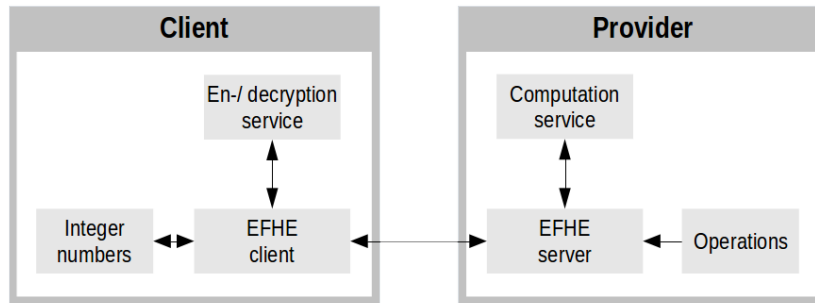 Client
Provider
En-/ decryption
service
Computation
service
Integer
numbers
EFHE
client
EFHE
server
Operations